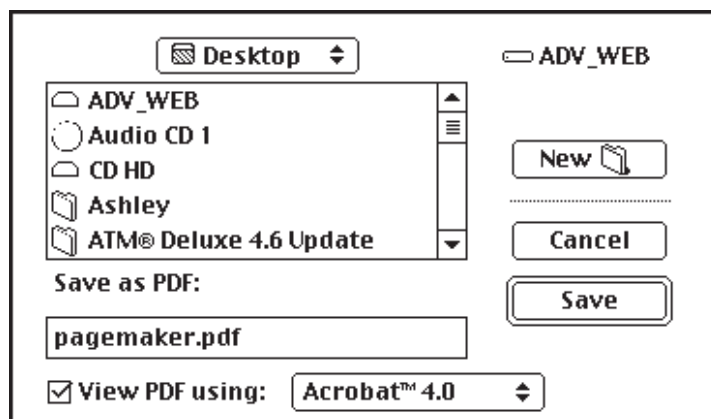 Desktop
ADV_WEB
ADV_WEB
Audio CD 1
CD HD
Ashley
ATM® Deluxe 4.6 Update
New
Cancel
Save as PDF:
Save
pagemaker.pdf
View PDF using: Acrobat™ 4.0